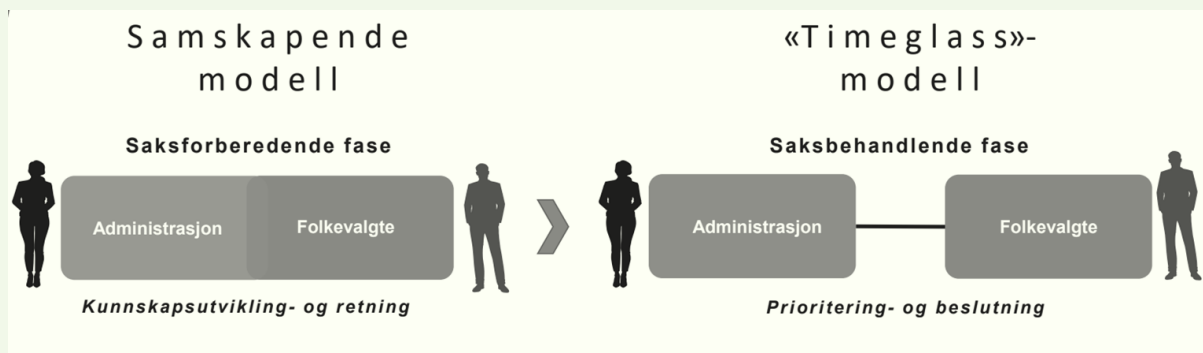 Samskapende
modell
Saksforberedende fase
Administrasjon
Folkevalgte
Kunnskapsutvikling- og retning
«Timeglass»-
modell
Saksbehandlende fase
Administrasjon
Folkevalgte
Prioritering- og beslutning